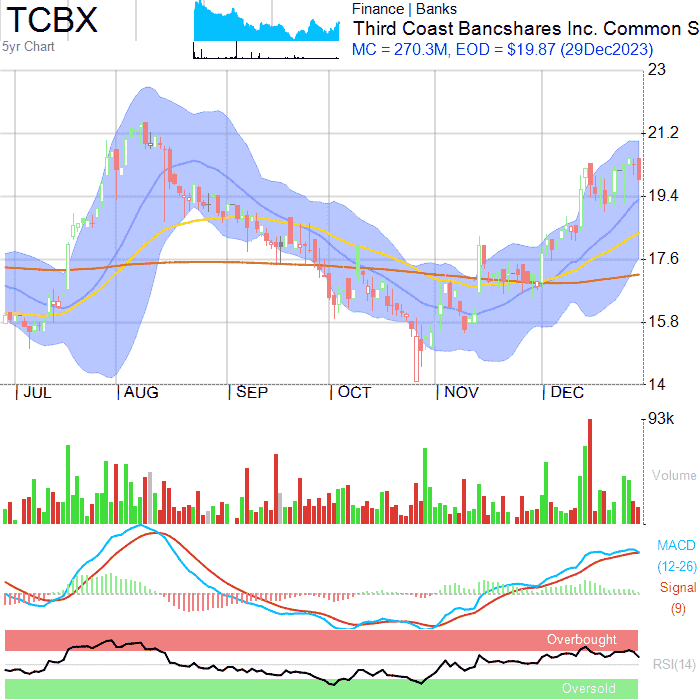 TCBX
5yr Chart
Finance | Banks
Third Coast Bancshares Inc. Common S
MC = 270.3M, EOD = $19.87 (29Dec2023)
23
21.2
19.4
17.6
15.8
14
JUL AUG SEP OCT NOV DEC
93k
Volume
MACD
(12-26)
Signal
(9)
Overbought
RSI(14)
Oversold